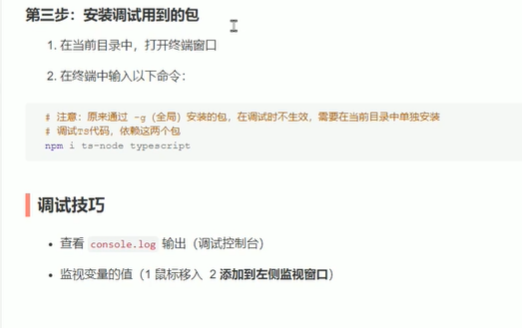 第三步：安装调试用到的包
1. 在当前目录中，打开终端窗口
2. 在终端中输入以下命令：
# 注意：原来通过 -g（全局）安装的包，在调试时不生效，需要在当前目录中单独安装
# 调试TS代码，依赖这两个包
npm i ts-node typescript
调试技巧
• 查看 console.log 输出（调试控制台）
• 监视变量的值（1 鼠标移入 2 添加到左侧监视窗口）